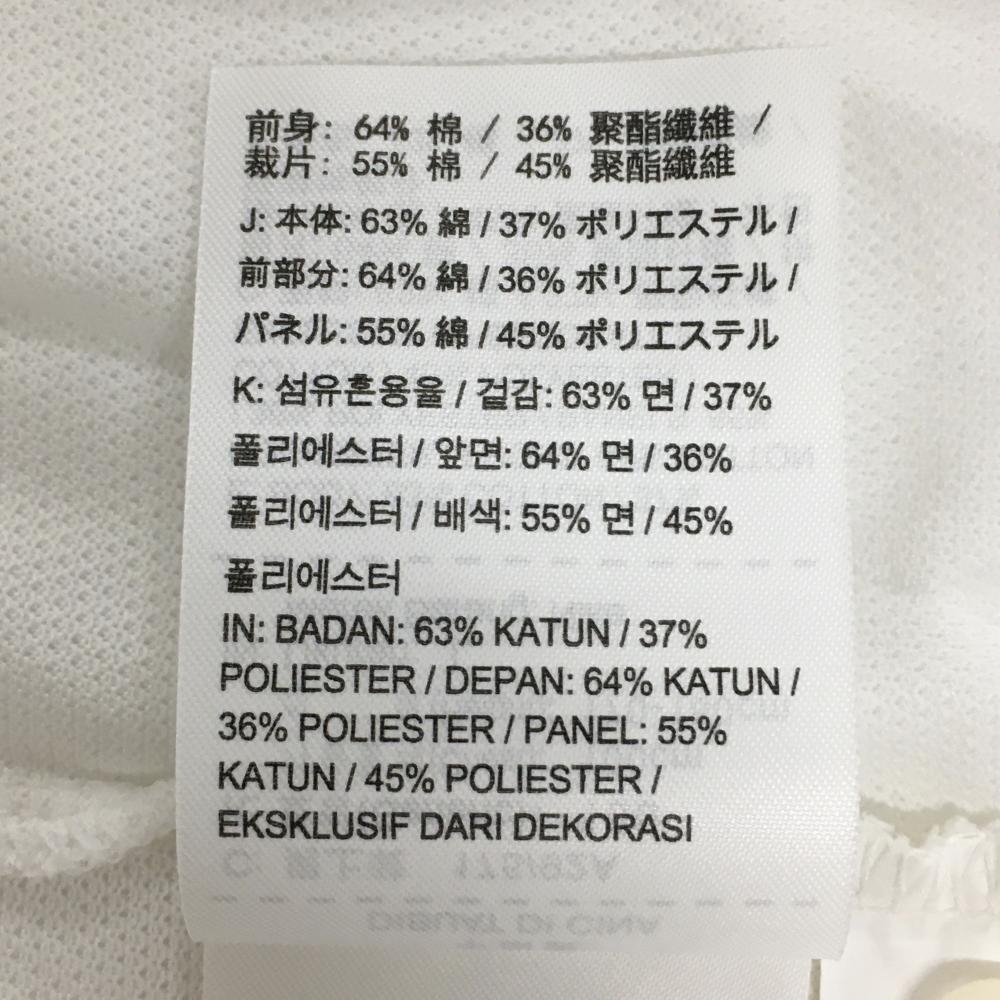 前身: 64% 棉 / 36% 聚酯纖維 /
裁片: 55% 棉 / 45% 聚酯纖維
J: 本体: 63% 綿 / 37% ポリエステル /
前部分: 64% 綿 / 36% ポリエステル /
パネル: 55% 綿 / 45% ポリエステル
K: 섬유혼용율 / 겉감: 63% 면 / 37%
폴리에스터 / 앞면: 64% 면 / 36%
폴리에스터 / 배색: 55% 면 / 45%
폴리에스터
IN: BADAN: 63% KATUN / 37%
POLIESTER / DEPAN: 64% KATUN /
36% POLIESTER / PANEL: 55%
KATUN / 45% POLIESTER /
EKSKLUSIF DARI DEKORASI